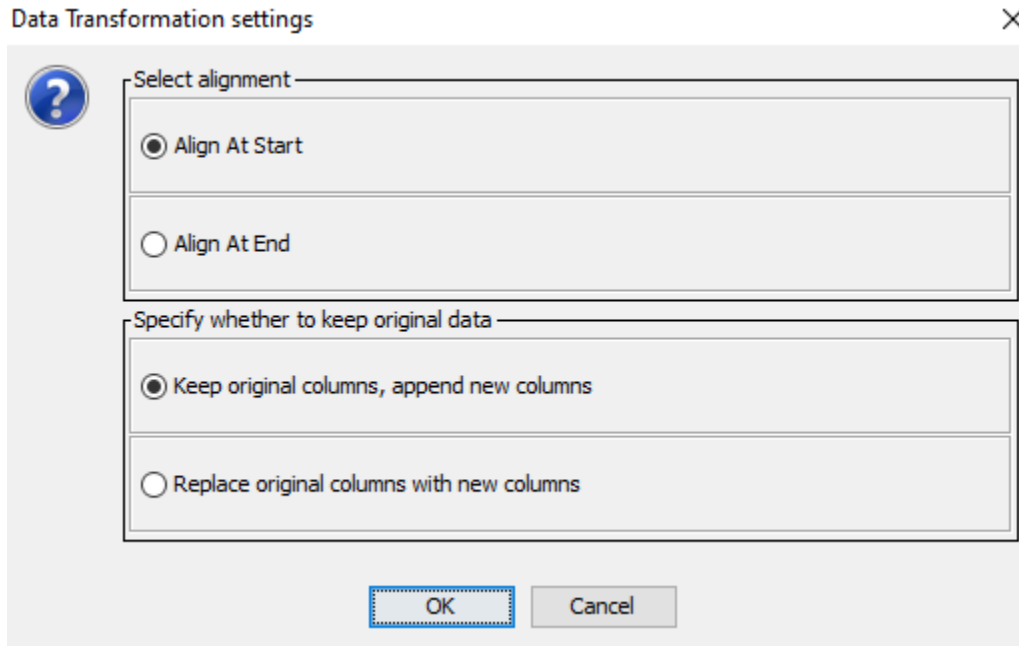 Data Transformation settings
Select alignment
Align At Start
Align At End
Specify whether to keep original data
Keep original columns, append new columns
Replace original columns with new columns
OK Cancel